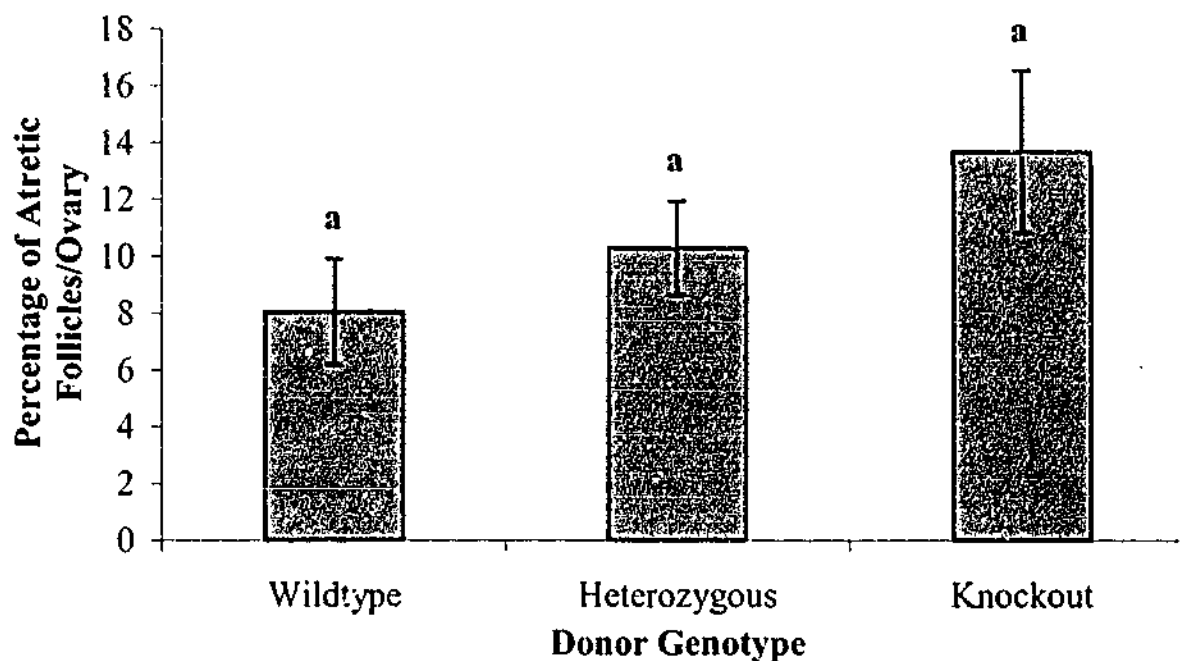 Percentage of Atretic
Follicles/Ovary
18
16
14
12
10
8
6
4
2
0
a
a
a
Wildtype
Heterozygous
Knockout
Donor Genotype